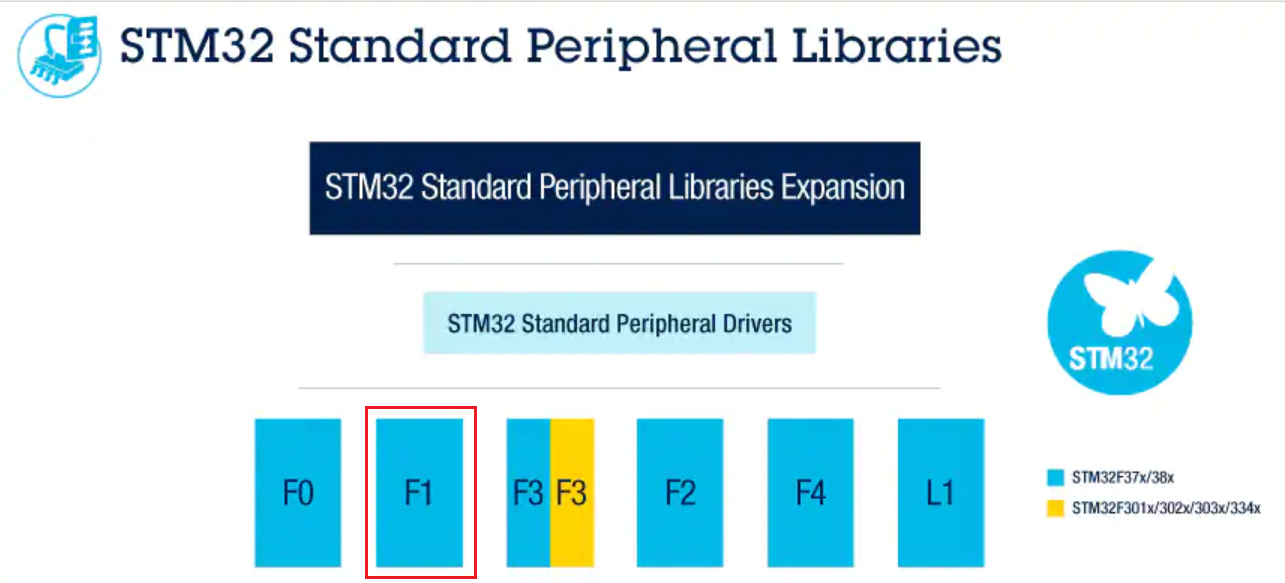 STM32 Standard Peripheral Libraries
STM32 Standard Peripheral Libraries Expansion
STM32 Standard Peripheral Drivers
STM32
F0
F1
F3 F3
F2
F4
L1
STM32F37x/38x
STM32F301x/302x/303x/334x